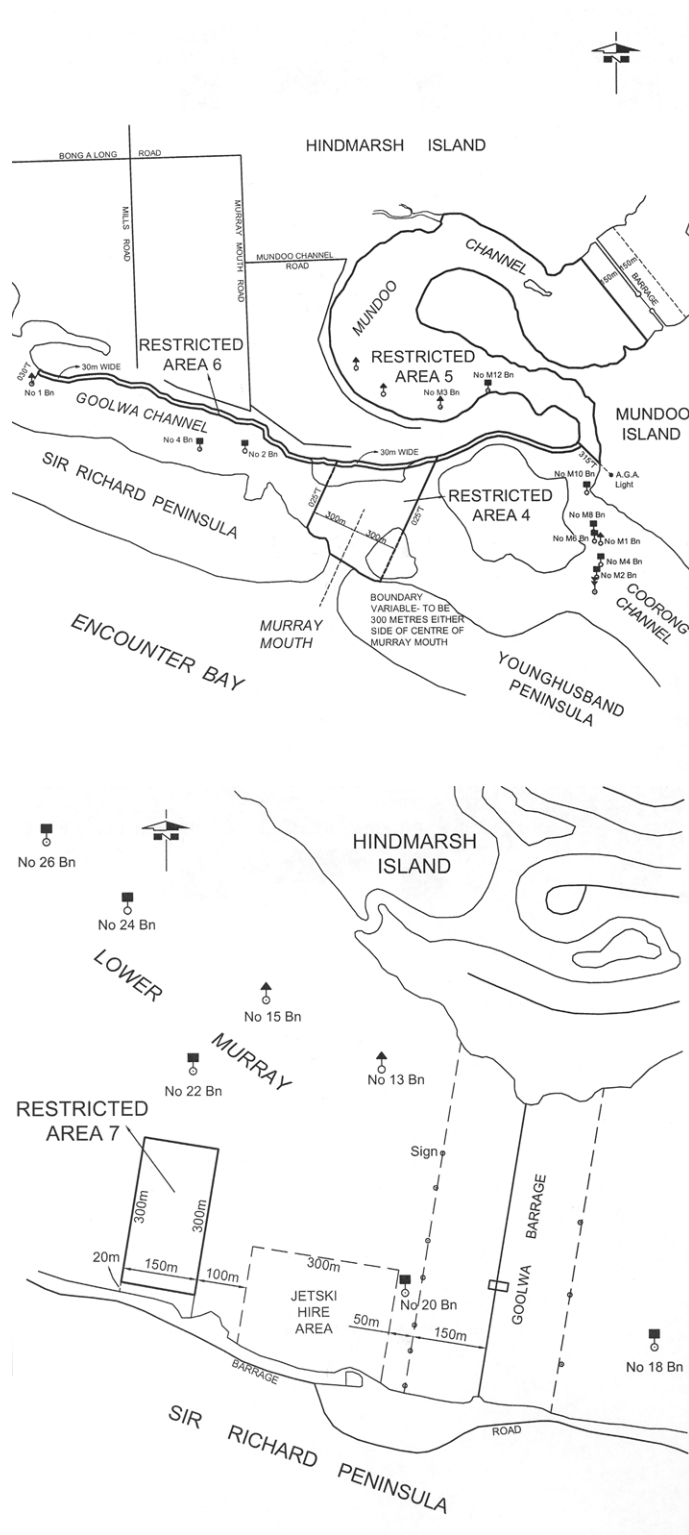 N
HINDMARSH ISLAND
BONG A LONG ROAD
MILLS ROAD
MURRAY MOUTH ROAD
MUNDOO CHANNEL
ROAD
MUNDOO
CHANNEL
150m
150m
BARRAGE
RESTRICTED
AREA 6
RESTRICTED
AREA 5
030°T
30m WIDE
No 1 Bn
No M12 Bn
No M3 Bn
GOOLWA CHANNEL
No 4 Bn
No 2 Bn
MUNDOO
ISLAND
30m WIDE
315°T
A.G.A.
Light
No M10 Bn
SIR RICHARD PENINSULA
025°T
300m
300m
025°T
RESTRICTED
AREA 4
No M8 Bn
No M6 Bn
No M1 Bn
No M4 Bn
No M2 Bn
COORONG
CHANNEL
BOUNDARY
VARIABLE- TO BE
300 METRES EITHER
SIDE OF CENTRE OF
MURRAY MOUTH
MURRAY
MOUTH
ENCOUNTER BAY
YOUNGHUSBAND
PENINSULA
N
No 26 Bn
HINDMARSH
ISLAND
No 24 Bn
LOWER
MURRAY
No 15 Bn
No 22 Bn
No 13 Bn
RESTRICTED
AREA 7
Sign
300m
300m
20m
150m
100m
300m
JETSKI
HIRE
AREA
No 20 Bn
50m
150m
GOOLWA BARRAGE
No 18 Bn
BARRAGE
ROAD
SIR RICHARD PENINSULA